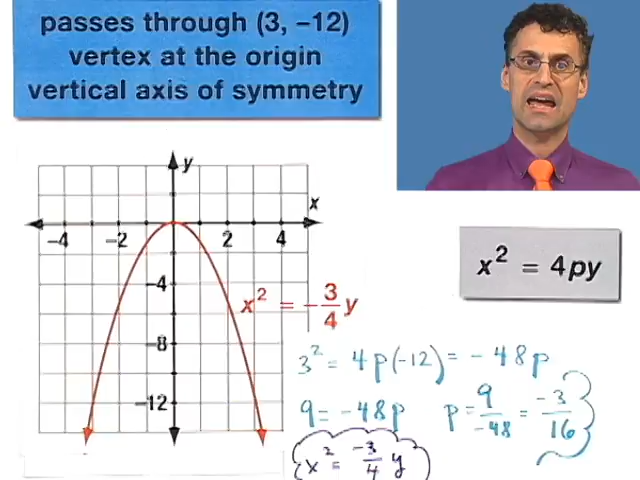 passes through (3, −12)
vertex at the origin
vertical axis of symmetry
y
x
−4 −2 2 4
−4
x² = −3/4 y
−8
−12
x² = 4py
3² = 4p(−12) = −48p
9 = −48p p = 9/−48 = −3/16
x² = −3/4 y